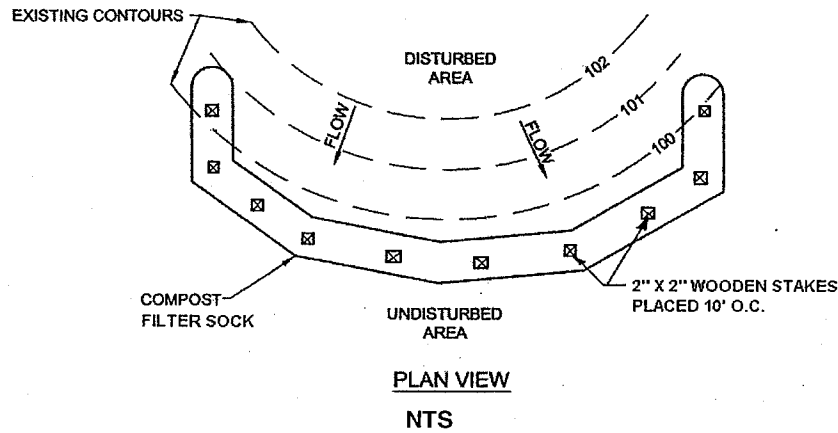 EXISTING CONTOURS
DISTURBED
AREA
102
101
100
FLOW
FLOW
COMPOST
FILTER SOCK
UNDISTURBED
AREA
2" X 2" WOODEN STAKES
PLACED 10' O.C.
PLAN VIEW
NTS